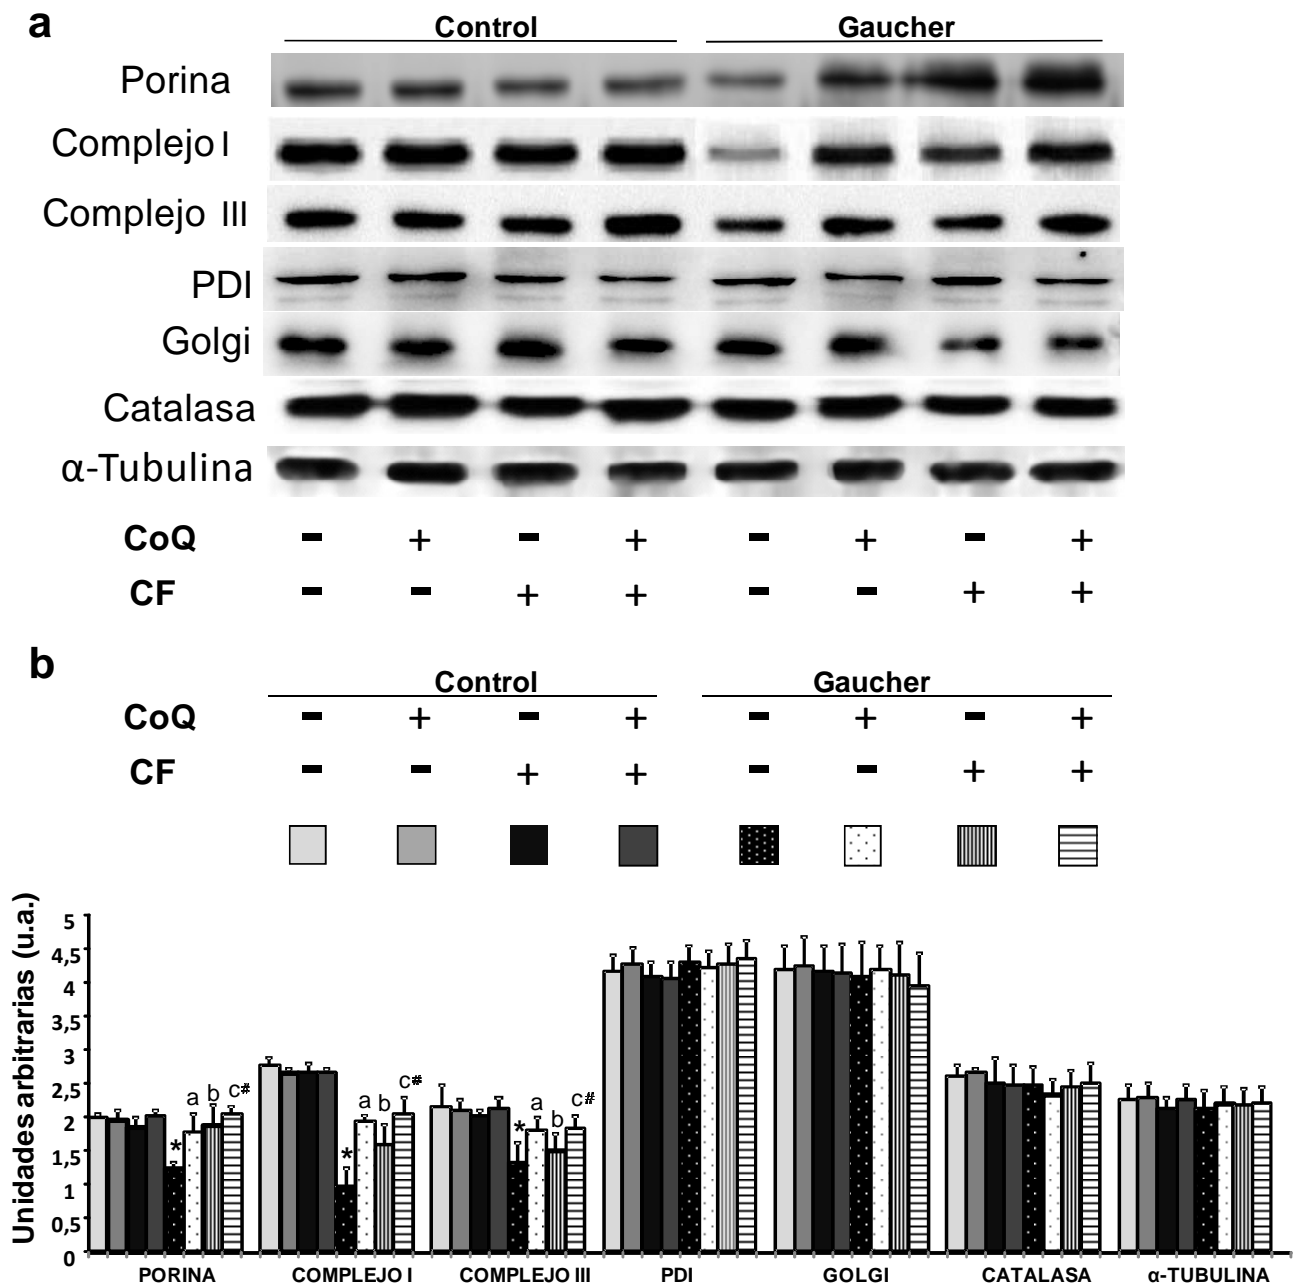 a
Control Gaucher
Porina
Complejo I
Complejo III
PDI
Golgi
Catalasa
α-Tubulina
CoQ - + - + - + - +
CF - - + + - - + +
b
Control Gaucher
CoQ - + - + - + - +
CF - - + + - - + +
Unidades arbitrarias (u.a.)
5
4,5
4
3,5
3
2,5
2
1,5
1
0,5
0
* a b c#
* a b c#
* a b c#
PORINA COMPLEJO I COMPLEJO III PDI GOLGI CATALASA α-TUBULINA